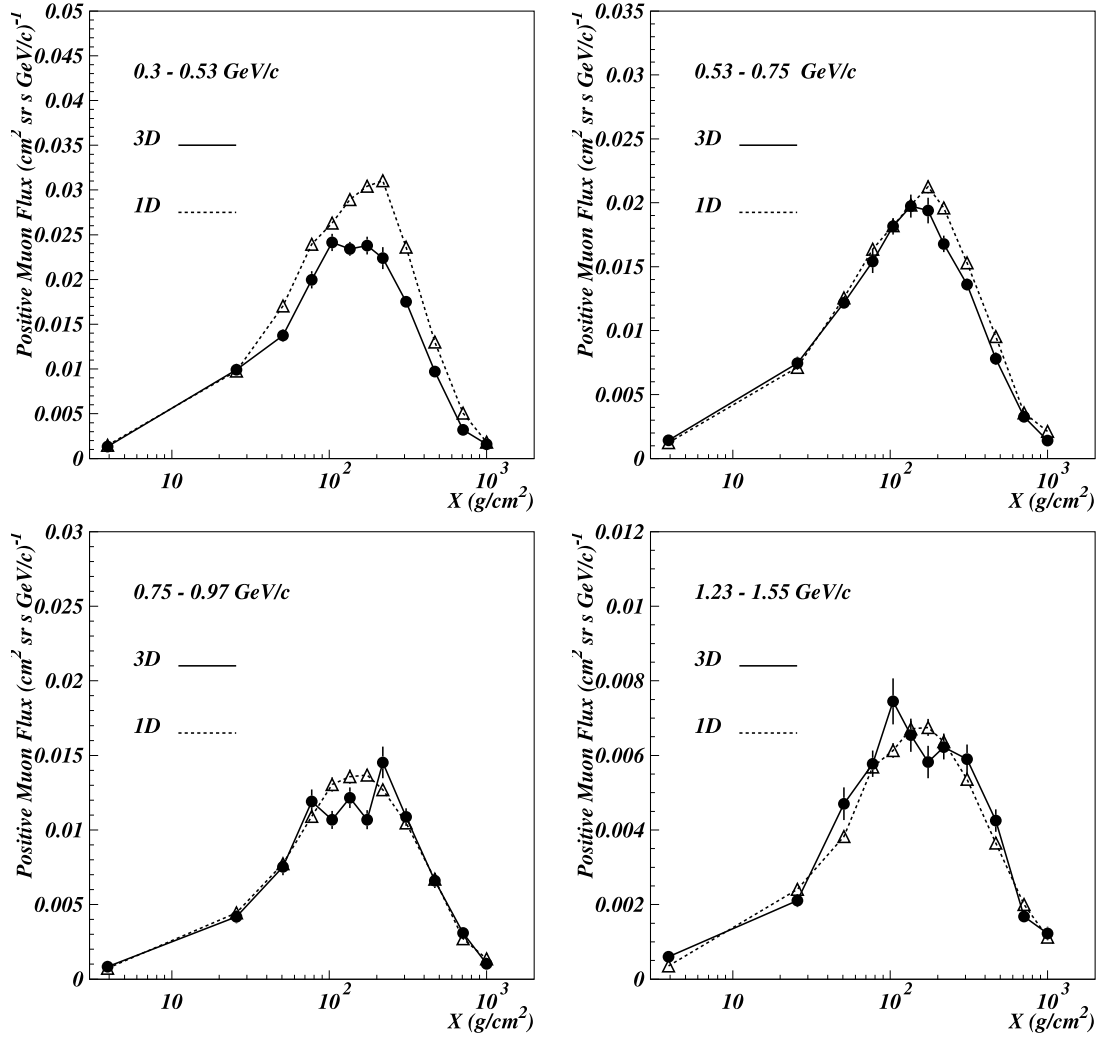 Positive Muon Flux (cm² sr s GeV/c)⁻¹
0.05
0.045
0.04
0.035
0.03
0.025
0.02
0.015
0.01
0.005
0
0.3 - 0.53 GeV/c
3D
1D
10
10²
10³
X (g/cm²)
Positive Muon Flux (cm² sr s GeV/c)⁻¹
0.035
0.03
0.025
0.02
0.015
0.01
0.005
0
0.53 - 0.75 GeV/c
3D
1D
10
10²
10³
X (g/cm²)
Positive Muon Flux (cm² sr s GeV/c)⁻¹
0.03
0.025
0.02
0.015
0.01
0.005
0
0.75 - 0.97 GeV/c
3D
1D
10
10²
10³
X (g/cm²)
Positive Muon Flux (cm² sr s GeV/c)⁻¹
0.012
0.01
0.008
0.006
0.004
0.002
0
1.23 - 1.55 GeV/c
3D
1D
10
10²
10³
X (g/cm²)